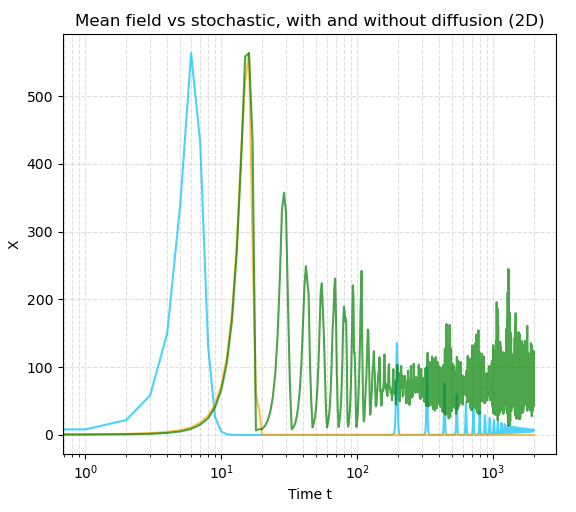 Mean field vs stochastic, with and without diffusion (2D)
500
400
300
200
100
0
X
10⁰ 10¹ 10² 10³
Time t